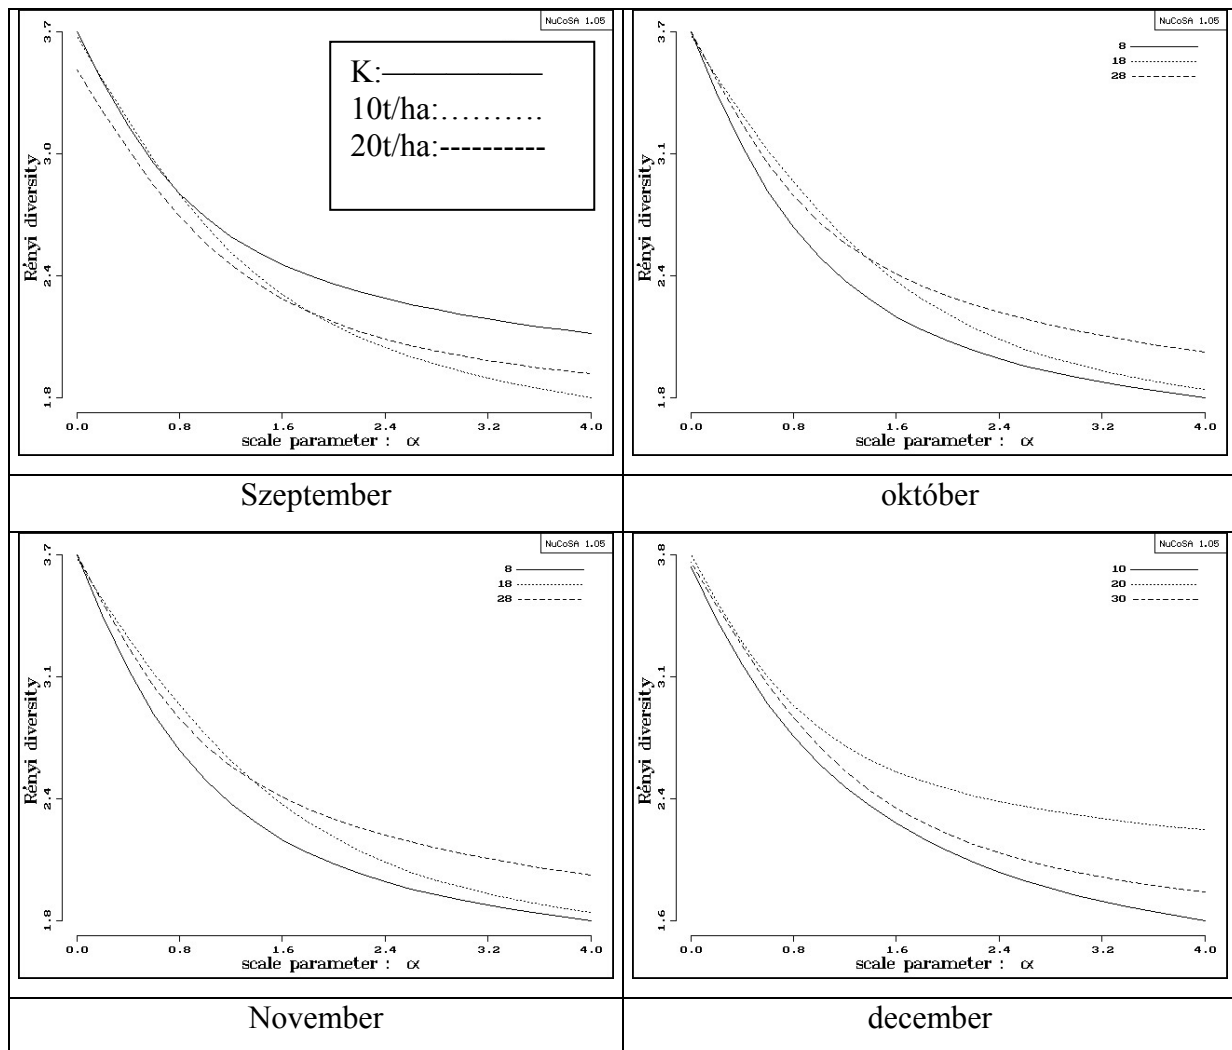 NuCoSA 1.05
K:
10t/ha:..........
20t/ha:----------
3.7
3.0
2.4
1.8
Rényi diversity
0.0 0.8 1.6 2.4 3.2 4.0
scale parameter : α
Szeptember
NuCoSA 1.05
8
18
28
3.7
3.1
2.4
1.8
Rényi diversity
0.0 0.8 1.6 2.4 3.2 4.0
scale parameter : α
október
NuCoSA 1.05
8
18
28
3.7
3.1
2.4
1.8
Rényi diversity
0.0 0.8 1.6 2.4 3.2 4.0
scale parameter : α
November
NuCoSA 1.05
10
20
30
3.8
3.1
2.4
1.6
Rényi diversity
0.0 0.8 1.6 2.4 3.2 4.0
scale parameter : α
december